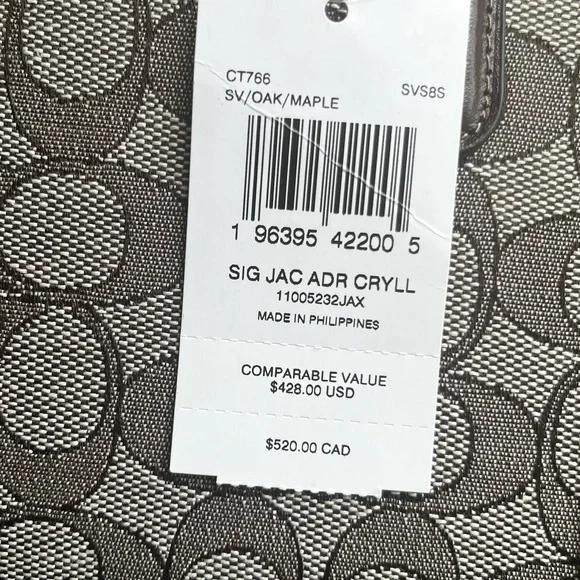 CT766 SVS8S
SV/OAK/MAPLE
1 96395 42200 5
SIG JAC ADR CRYLL
11005232JAX
MADE IN PHILIPPINES
COMPARABLE VALUE
$428.00 USD
$520.00 CAD